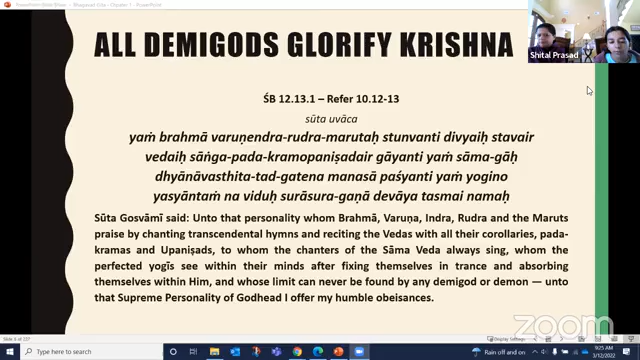 ALL DEMIGODS GLORIFY KRISHNA
Shital Prasad
ŚB 12.13.1 – Refer 10.12-13
sūta uvāca
yaṁ brahmā varuṇendra-rudra-marutaḥ stunvanti divyaiḥ stavair
vedaiḥ sāṅga-pada-kramopaniṣadair gāyanti yaṁ sāma-gāḥ
dhyānāvasthita-tad-gatena manasā paśyanti yaṁ yogino
yasyāntaṁ na viduḥ surāsura-gaṇā devāya tasmai namaḥ
Sūta Gosvāmī said: Unto that personality whom Brahmā, Varuṇa, Indra, Rudra and the Maruts
praise by chanting transcendental hymns and reciting the Vedas with all their corollaries, pada-
kramas and Upaniṣads, to whom the chanters of the Sāma Veda always sing, whom the
perfected yogīs see within their minds after fixing themselves in trance and absorbing
themselves within Him, and whose limit can never be found by any demigod or demon — unto
that Supreme Personality of Godhead I offer my humble obeisances.
Slide 3 of 237
Display Settings
zoom
Type here to search
Rain off and on
9:25 AM
3/12/2022